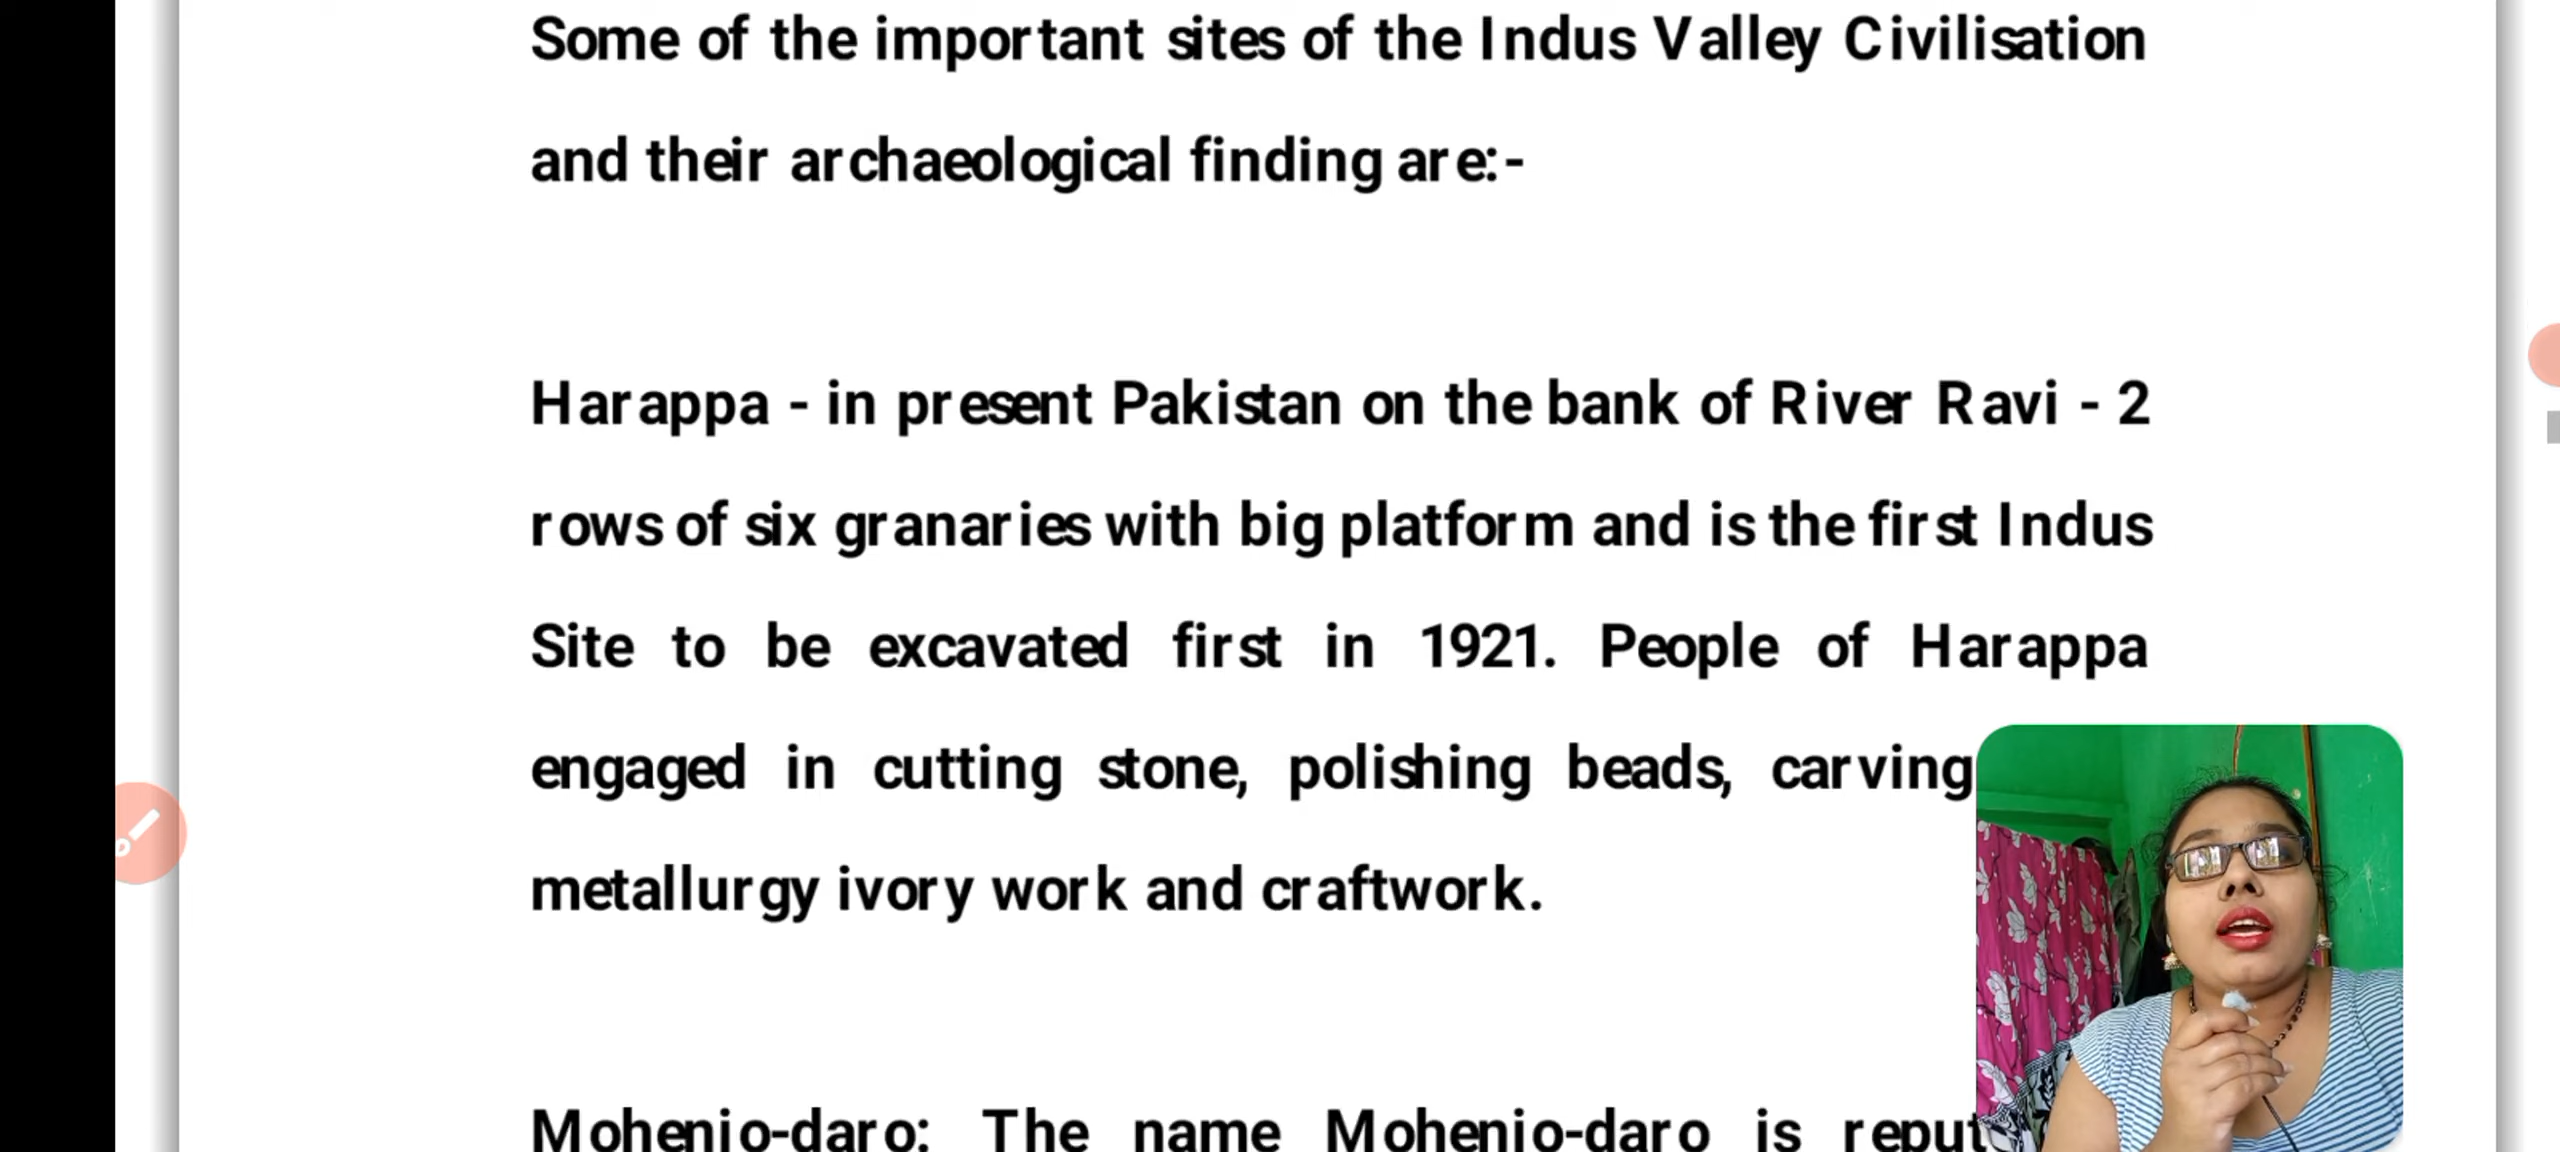 Some of the important sites of the Indus Valley Civilisation
and their archaeological finding are:-
Harappa - in present Pakistan on the bank of River Ravi - 2
rows of six granaries with big platform and is the first Indus
Site to be excavated first in 1921. People of Harappa
engaged in cutting stone, polishing beads, carving
metallurgy ivory work and craftwork.
Mohenjo-daro: The name Mohenjo-daro is